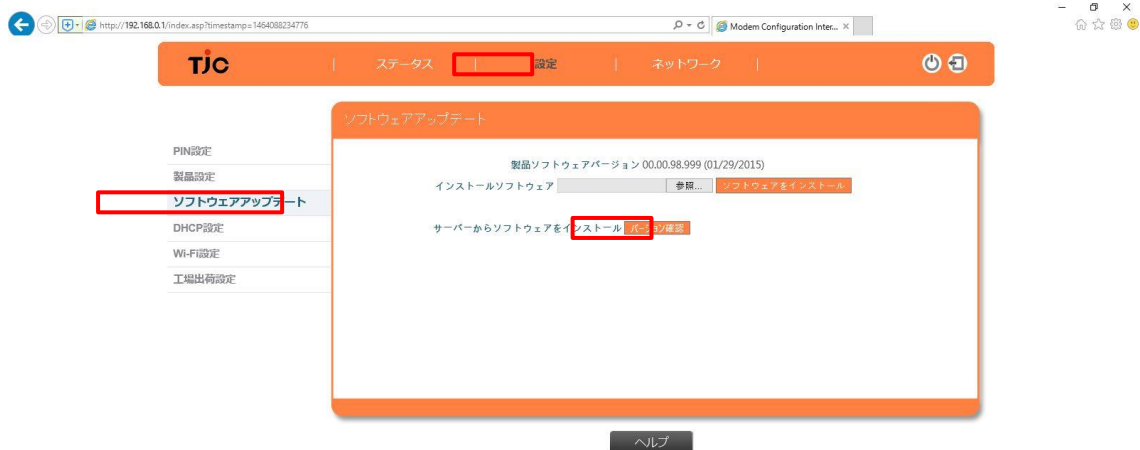 http://192.168.0.1/index.asp?timestamp=1464088234776
Modem Configuration Inter...
TJC | ステータス | 設定 | ネットワーク |
ソフトウェアアップデート
PIN設定
製品設定
ソフトウェアアップデート
DHCP設定
Wi-Fi設定
工場出荷設定
製品ソフトウェアバージョン 00.00.98.999 (01/29/2015)
インストールソフトウェア 参照... ソフトウェアをインストール
サーバーからソフトウェアをインストール バージョン確認
ヘルプ